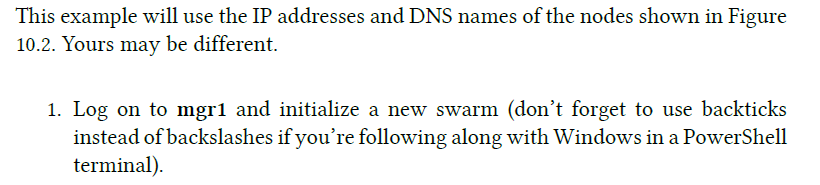 This example will use the IP addresses and DNS names of the nodes shown in Figure
10.2. Yours may be different.
1. Log on to mgr1 and initialize a new swarm (don’t forget to use backticks
instead of backslashes if you’re following along with Windows in a PowerShell
terminal).